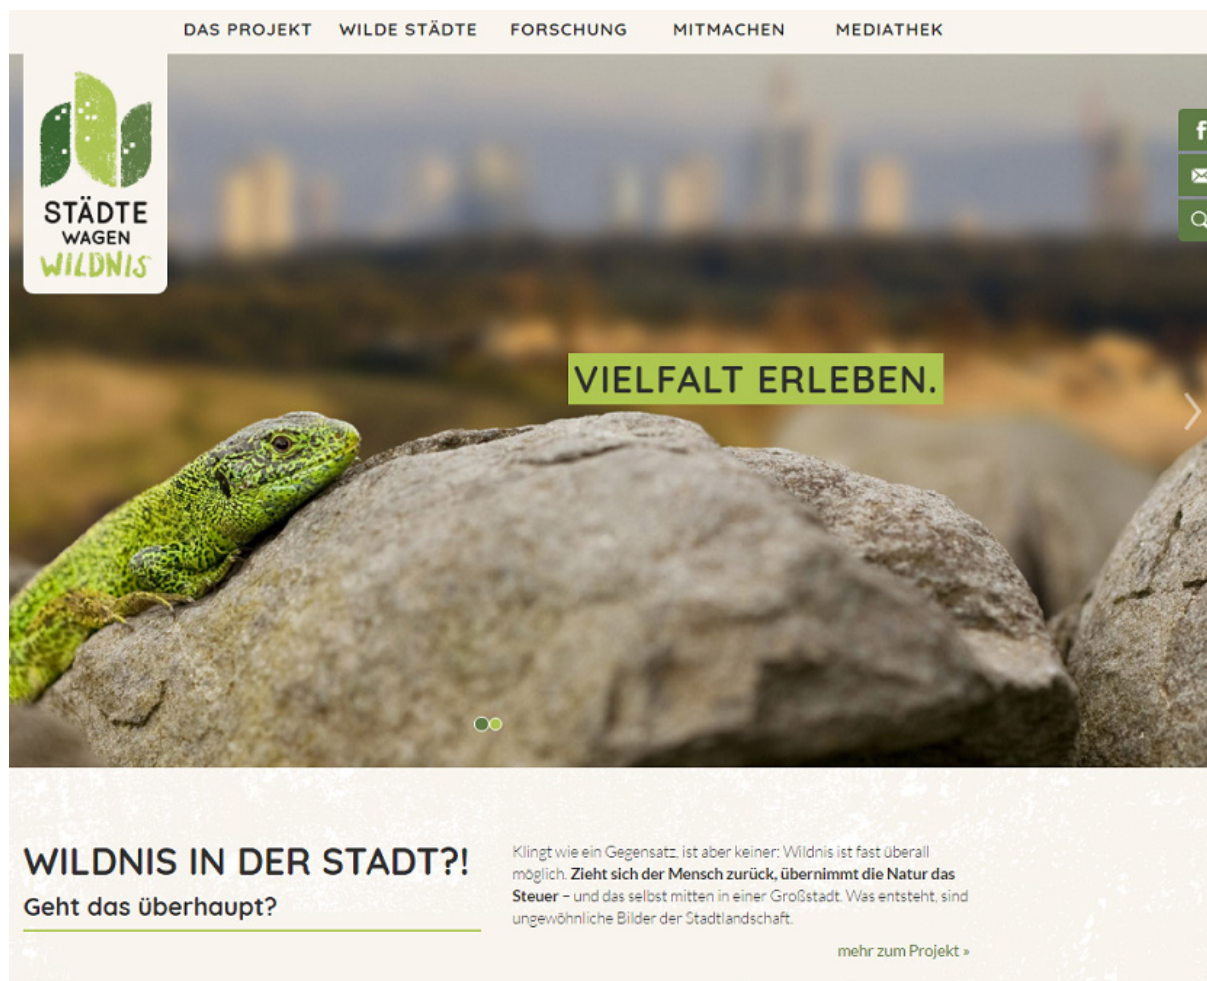 DAS PROJEKT WILDE STÄDTE FORSCHUNG MITMACHEN MEDIATHEK
STÄDTE
WAGEN
WILDNIS
VIELFALT ERLEBEN.
WILDNIS IN DER STADT?!
Geht das überhaupt?
Klingt wie ein Gegensatz, ist aber keiner: Wildnis ist fast überall
möglich. Zieht sich der Mensch zurück, übernimmt die Natur das
Steuer – und das selbst mitten in einer Großstadt. Was entsteht, sind
ungewöhnliche Bilder der Stadtlandschaft.
mehr zum Projekt »